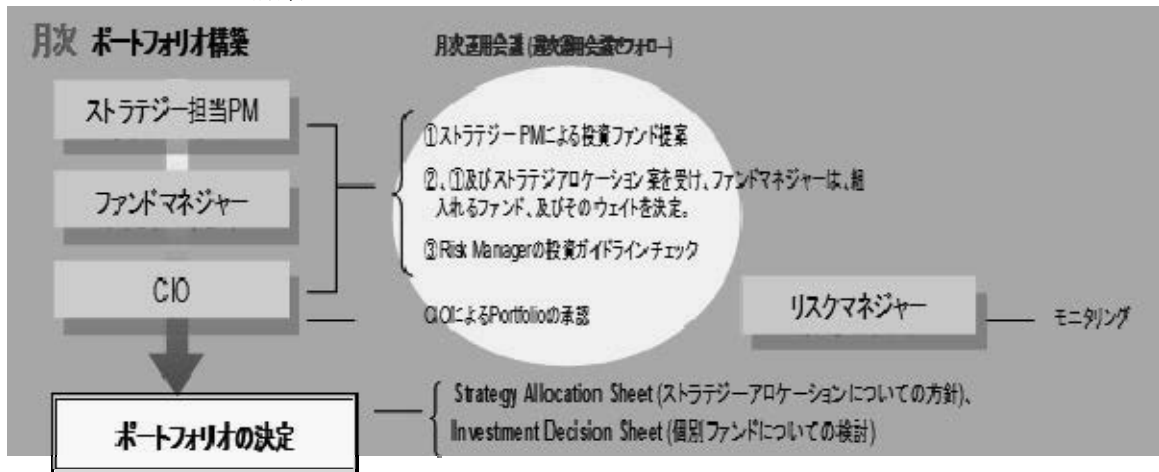 月次 ポートフォリオ構築
月次運用会議(週次運用会議でフォロー)
ストラテジー担当PM
①ストラテジーPMによる投資ファンド提案
②、①及びストラテジアロケーション案を受け、ファンドマネジャーは、組
入れるファンド、及びそのウェイトを決定。
ファンドマネジャー
③Risk Managerの投資ガイドラインチェック
CIO
CIOによるPortfolioの承認
リスクマネジャー
モニタリング
Strategy Allocation Sheet(ストラテジーアロケーションについての方針)、
Investment Decision Sheet(個別ファンドについての検討)
ポートフォリオの決定